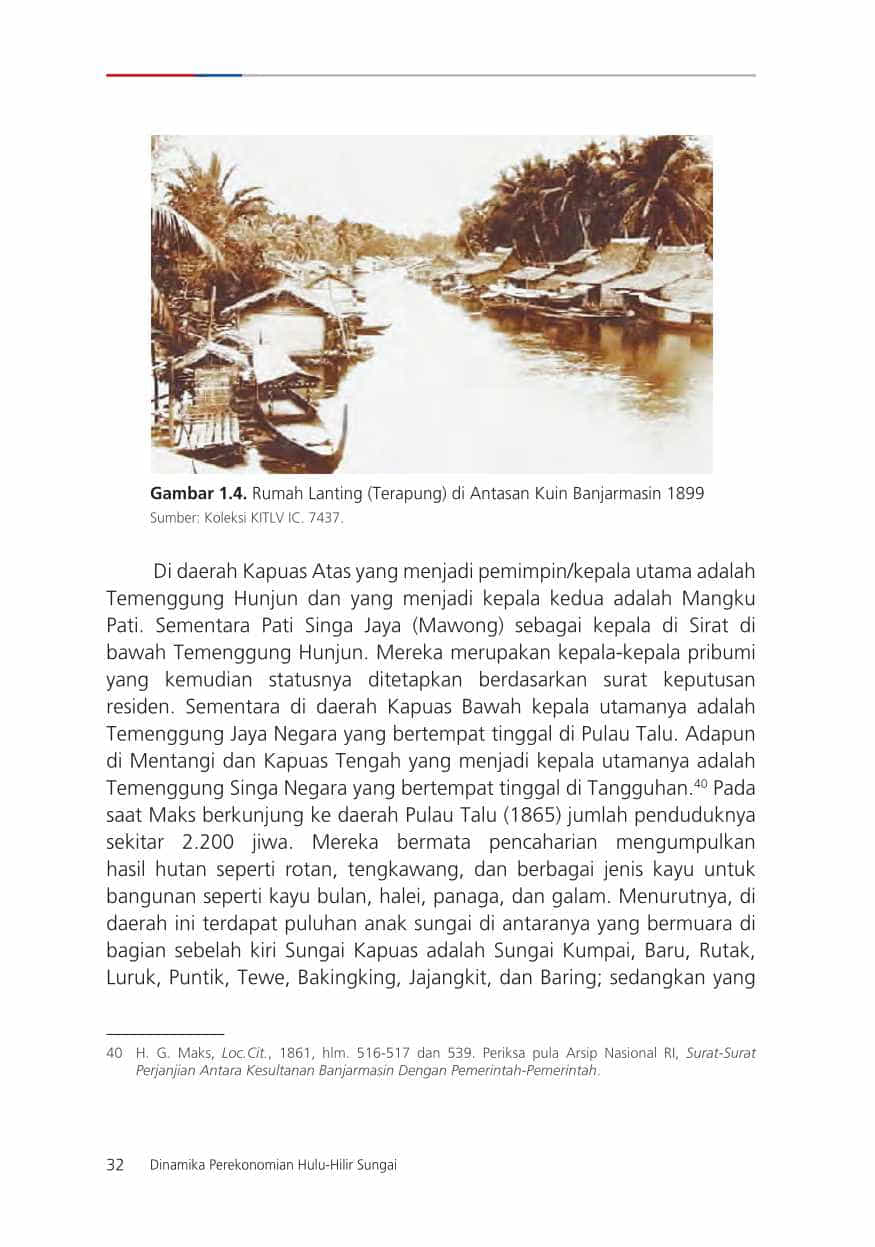 Gambar 1.4. Rumah Lanting (Terapung) di Antasan Kuin Banjarmasin 1899
Sumber: Koleksi KITLV IC. 7437.
Di daerah Kapuas Atas yang menjadi pemimpin/kepala utama adalah
Temenggung Hunjun dan yang menjadi kepala kedua adalah Mangku
Pati. Sementara Pati Singa Jaya (Mawong) sebagai kepala di Sirat di
bawah Temenggung Hunjun. Mereka merupakan kepala-kepala pribumi
yang kemudian statusnya ditetapkan berdasarkan surat keputusan
residen. Sementara di daerah Kapuas Bawah kepala utamanya adalah
Temenggung Jaya Negara yang bertempat tinggal di Pulau Talu. Adapun
di Mentangi dan Kapuas Tengah yang menjadi kepala utamanya adalah
Temenggung Singa Negara yang bertempat tinggal di Tangguhan.40 Pada
saat Maks berkunjung ke daerah Pulau Talu (1865) jumlah penduduknya
sekitar 2.200 jiwa. Mereka bermata pencaharian mengumpulkan
hasil hutan seperti rotan, tengkawang, dan berbagai jenis kayu untuk
bangunan seperti kayu bulan, halei, panaga, dan galam. Menurutnya, di
daerah ini terdapat puluhan anak sungai di antaranya yang bermuara di
bagian sebelah kiri Sungai Kapuas adalah Sungai Kumpai, Baru, Rutak,
Luruk, Puntik, Tewe, Bakingking, Jajangkit, dan Baring; sedangkan yang
40 H. G. Maks, Loc.Cit., 1861, hlm. 516-517 dan 539. Periksa pula Arsip Nasional RI, Surat-Surat
Perjanjian Antara Kesultanan Banjarmasin Dengan Pemerintah-Pemerintah.
32 Dinamika Perekonomian Hulu-Hilir Sungai